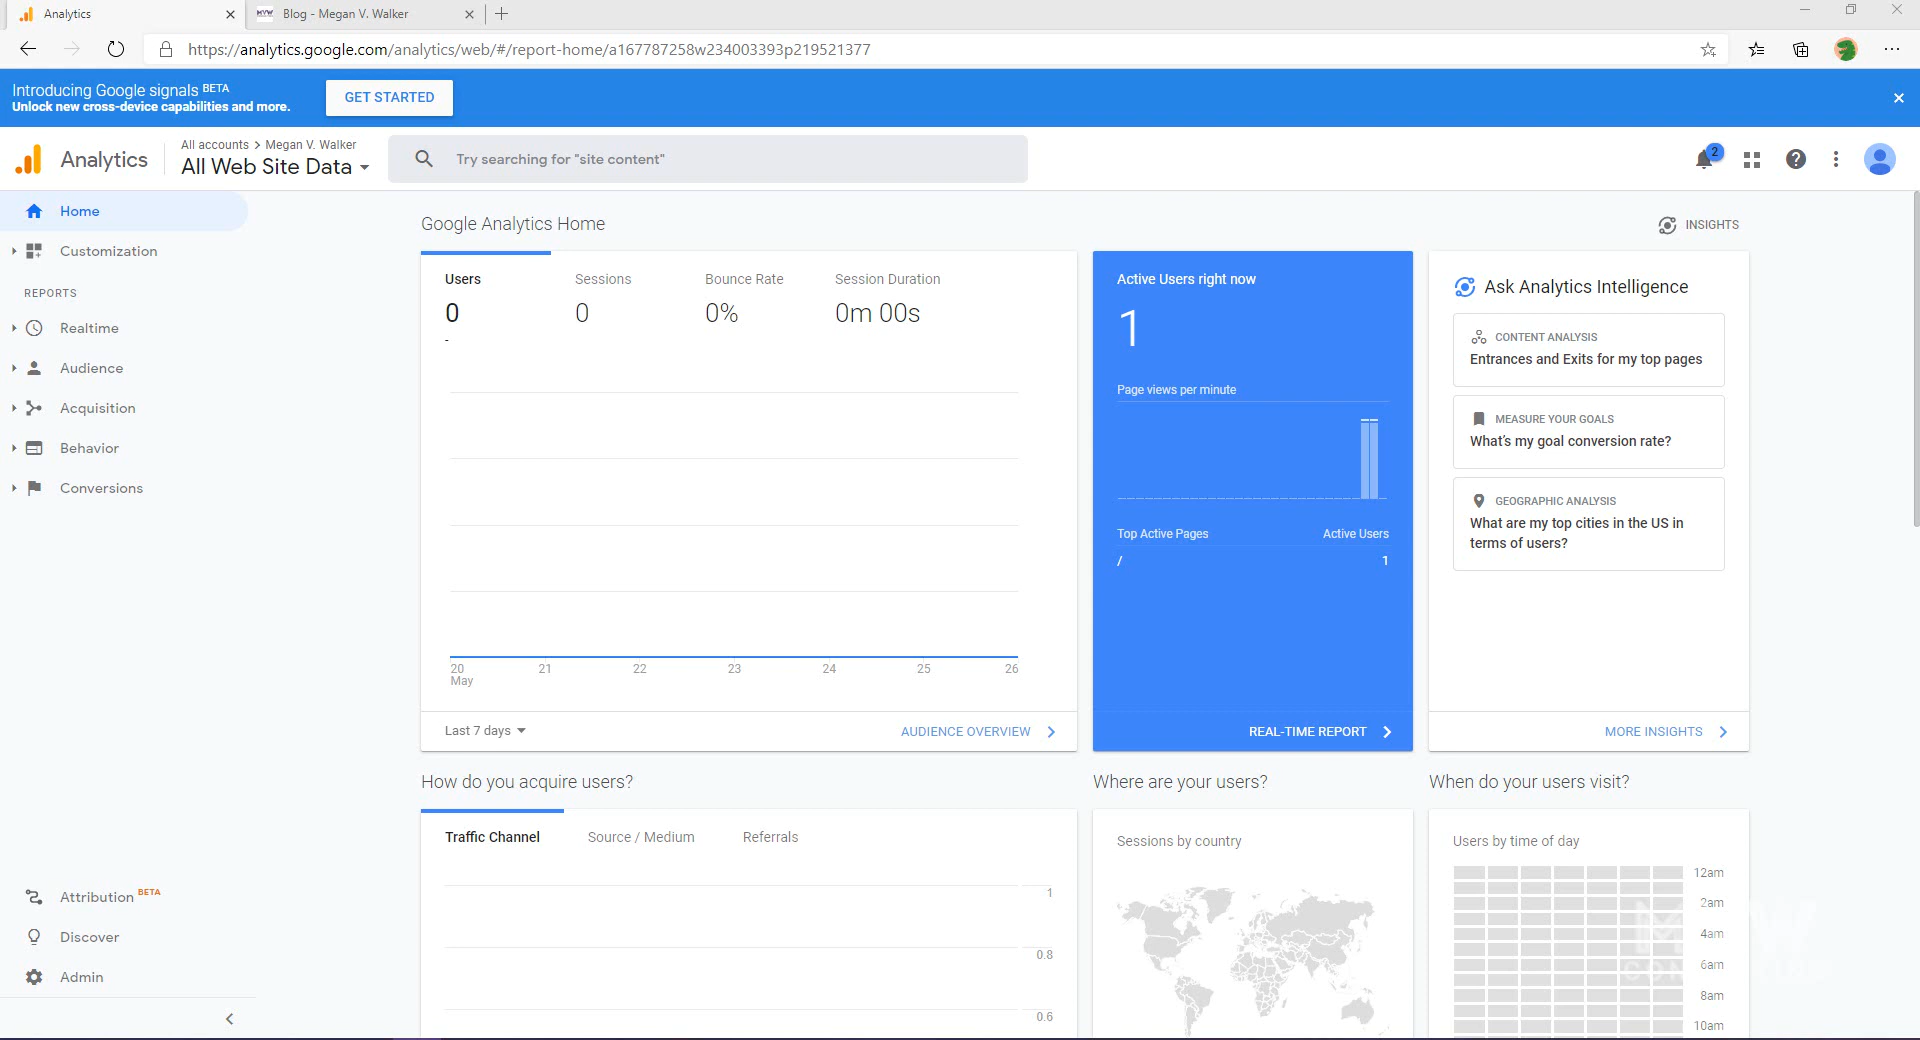 Analytics
Blog - Megan V. Walker
https://analytics.google.com/analytics/web/#/report-home/a167787258w234003393p219521377
Introducing Google signals BETA
Unlock new cross-device capabilities and more.
GET STARTED
Analytics
All accounts > Megan V. Walker
All Web Site Data
Try searching for "site content"
2
Home
Customization
REPORTS
Realtime
Audience
Acquisition
Behavior
Conversions
Attribution BETA
Discover
Admin
Google Analytics Home
INSIGHTS
Users
0
-
Sessions
0
Bounce Rate
0%
Session Duration
0m 00s
20
May
21
22
23
24
25
26
Last 7 days
AUDIENCE OVERVIEW
Active Users right now
1
Page views per minute
Top Active Pages
Active Users
/
1
REAL-TIME REPORT
Ask Analytics Intelligence
CONTENT ANALYSIS
Entrances and Exits for my top pages
MEASURE YOUR GOALS
What's my goal conversion rate?
GEOGRAPHIC ANALYSIS
What are my top cities in the US in
terms of users?
MORE INSIGHTS
How do you acquire users?
Traffic Channel
Source / Medium
Referrals
1
0.8
0.6
Where are your users?
Sessions by country
When do your users visit?
Users by time of day
12am
2am
4am
6am
8am
10am